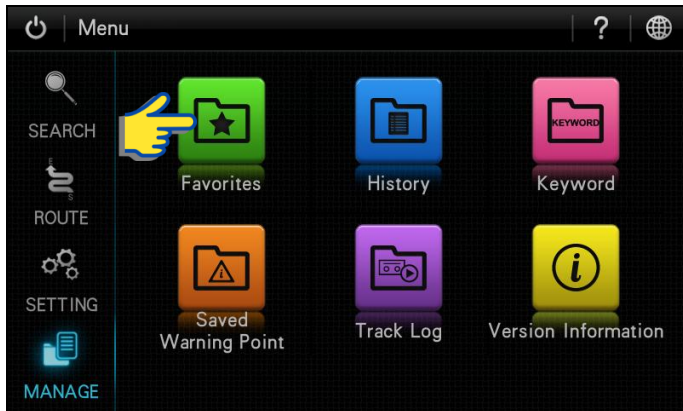 Menu
?
SEARCH
ROUTE
E
S
SETTING
MANAGE
Favorites
History
KEYWORD
Keyword
Saved
Warning Point
Track Log
i
Version Information